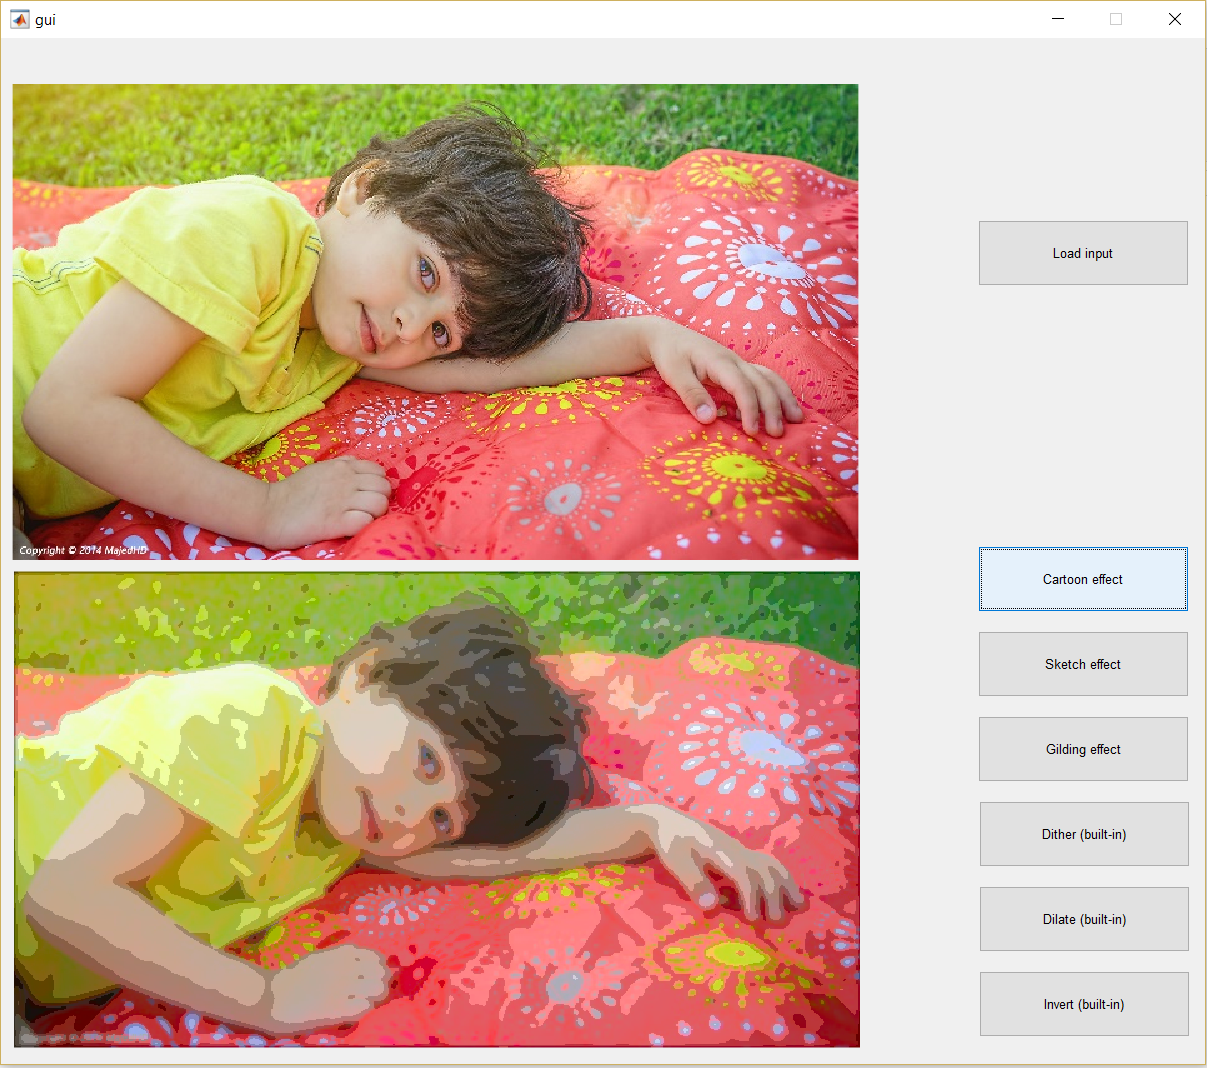 gui
Load input
Copyright © 2014 MajedHD
Cartoon effect
Sketch effect
Gilding effect
Dither (built-in)
Dilate (built-in)
Invert (built-in)